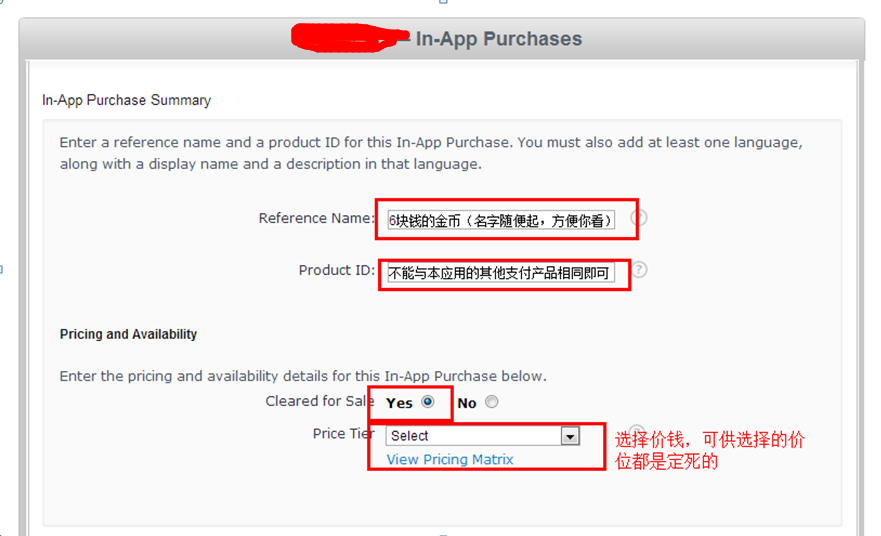 In-App Purchases
In-App Purchase Summary
Enter a reference name and a product ID for this In-App Purchase. You must also add at least one language,
along with a display name and a description in that language.
Reference Name: 6块钱的金币（名字随便起，方便你看） ?
Product ID: 不能与本应用的其他支付产品相同即可 ?
Pricing and Availability
Enter the pricing and availability details for this In-App Purchase below.
Cleared for Sale Yes No
Price Tier Select
View Pricing Matrix
选择价钱，可供选择的价
位都是定死的